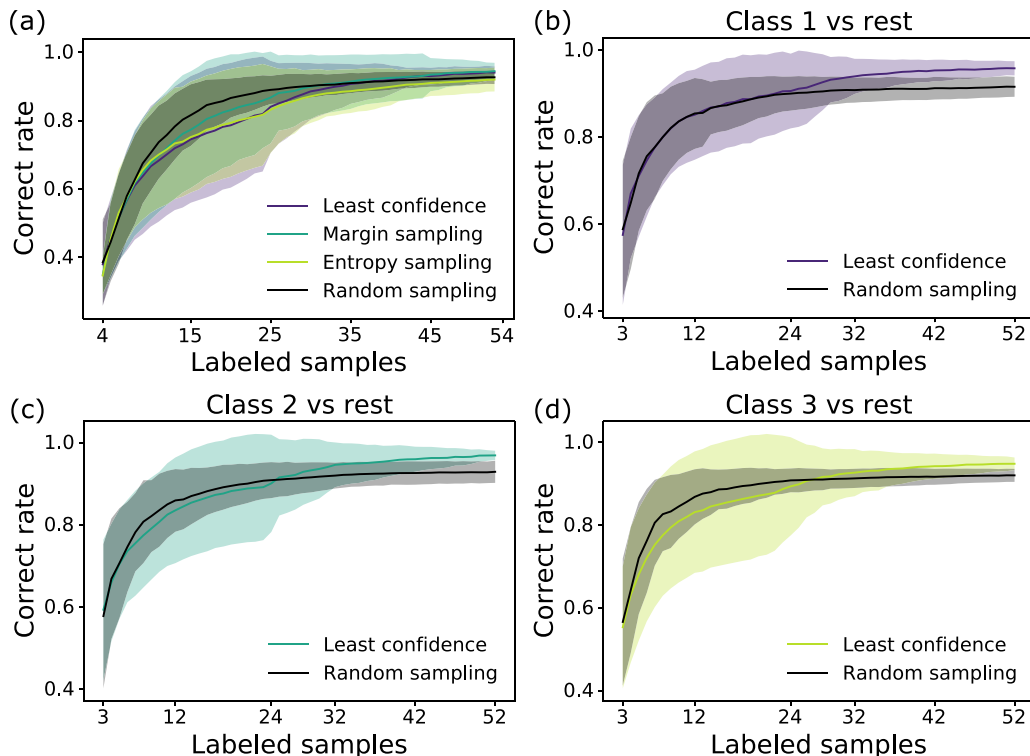 (a)
Correct rate
1.0
0.8
0.6
0.4
Least confidence
Margin sampling
Entropy sampling
Random sampling
4 15 25 35 45 54
Labeled samples
(b)
Class 1 vs rest
Correct rate
1.0
0.8
0.6
0.4
Least confidence
Random sampling
3 12 24 32 42 52
Labeled samples
(c)
Class 2 vs rest
Correct rate
1.0
0.8
0.6
0.4
Least confidence
Random sampling
3 12 24 32 42 52
Labeled samples
(d)
Class 3 vs rest
Correct rate
1.0
0.8
0.6
0.4
Least confidence
Random sampling
3 12 24 32 42 52
Labeled samples